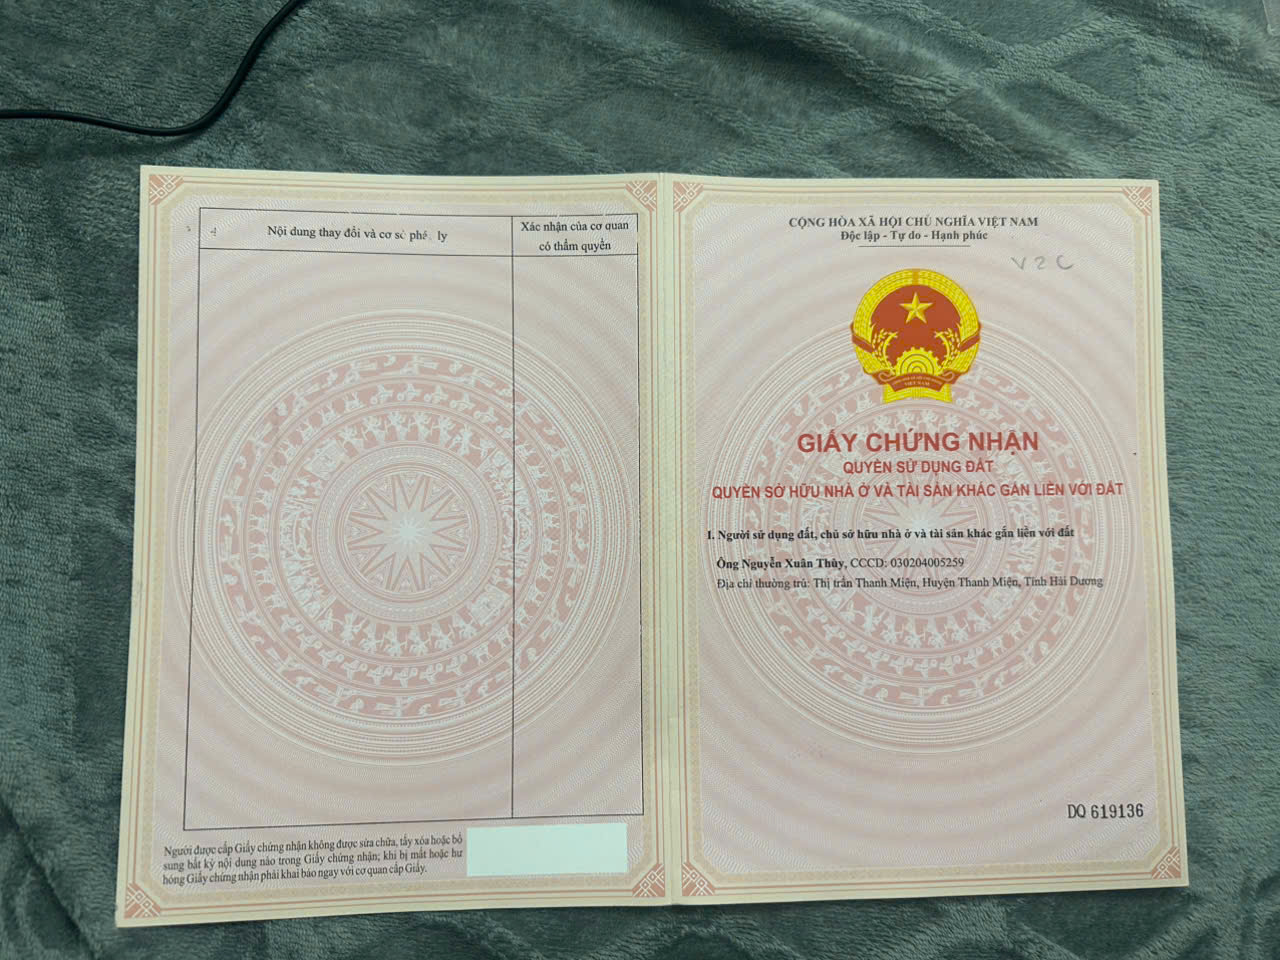 Nội dung thay đổi và cơ sở pháp lý
Xác nhận của cơ quan
có thẩm quyền
Người được cấp Giấy chứng nhận không được sửa chữa, tẩy xóa hoặc bổ
sung bất kỳ nội dung nào trong Giấy chứng nhận; khi bị mất hoặc hư
hỏng Giấy chứng nhận phải khai báo ngay với cơ quan cấp Giấy.
CỘNG HÒA XÃ HỘI CHỦ NGHĨA VIỆT NAM
Độc lập - Tự do - Hạnh phúc
V2C
VIỆT NAM
GIẤY CHỨNG NHẬN
QUYỀN SỬ DỤNG ĐẤT
QUYỀN SỞ HỮU NHÀ Ở VÀ TÀI SẢN KHÁC GẮN LIỀN VỚI ĐẤT
I. Người sử dụng đất, chủ sở hữu nhà ở và tài sản khác gắn liền với đất
Ông Nguyễn Xuân Thùy, CCCD: 030204005259
Địa chỉ thường trú: Thị trấn Thanh Miện, Huyện Thanh Miện, Tỉnh Hải Dương
DQ 619136